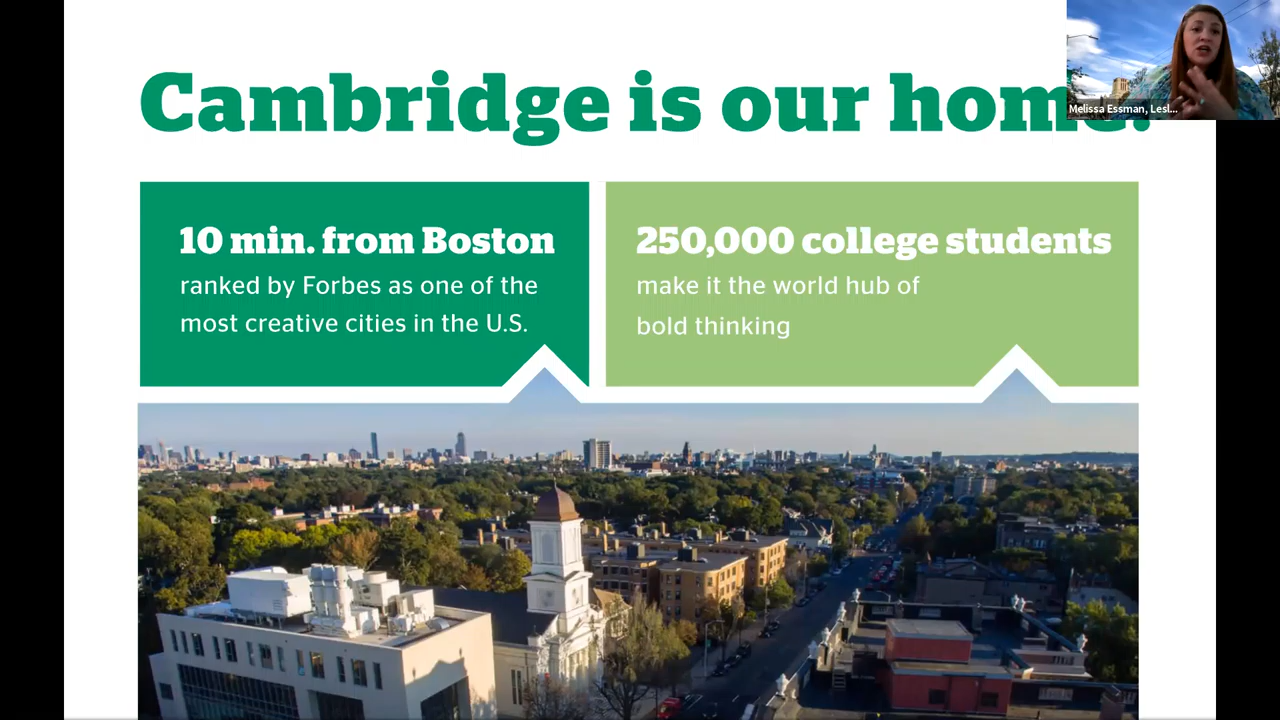 Cambridge is our home.
Melissa Essman, Lesl...
10 min. from Boston
ranked by Forbes as one of the
most creative cities in the U.S.
250,000 college students
make it the world hub of
bold thinking